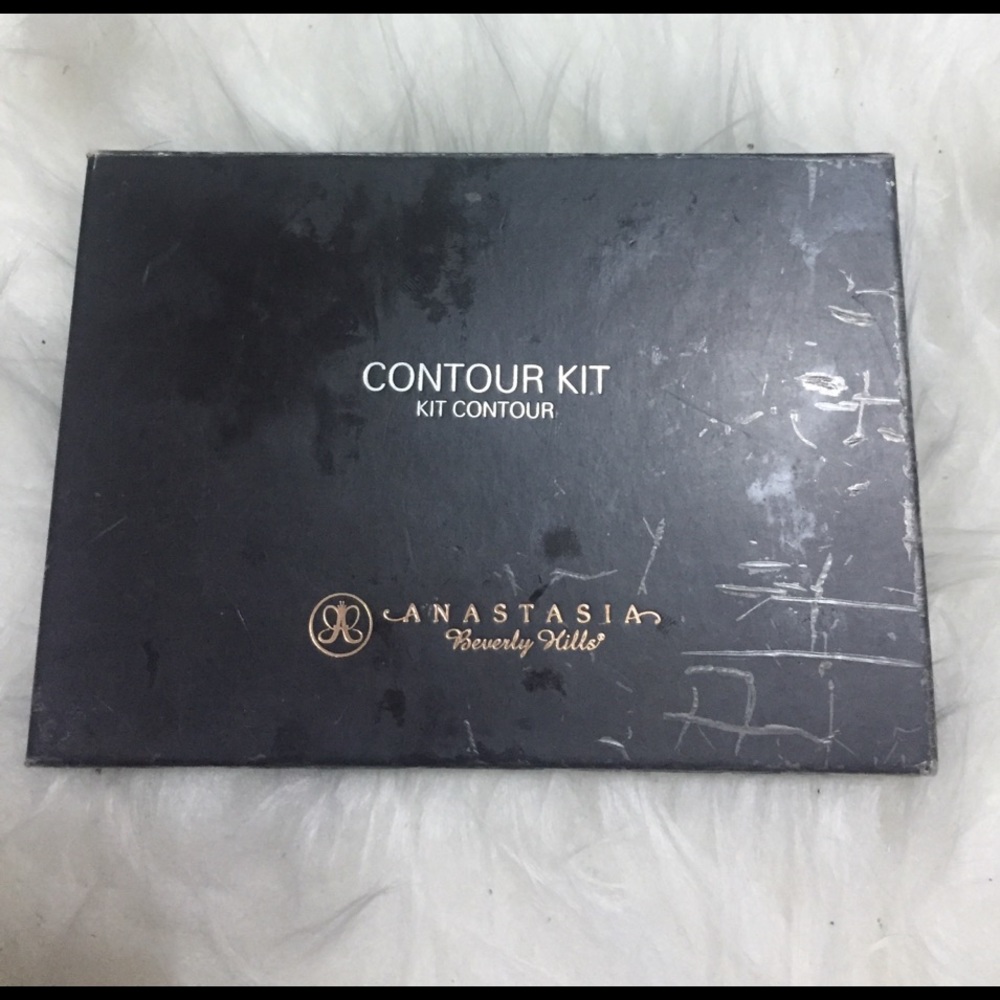 CONTOUR KIT
KIT CONTOUR
ANASTASIA
Beverly Hills®